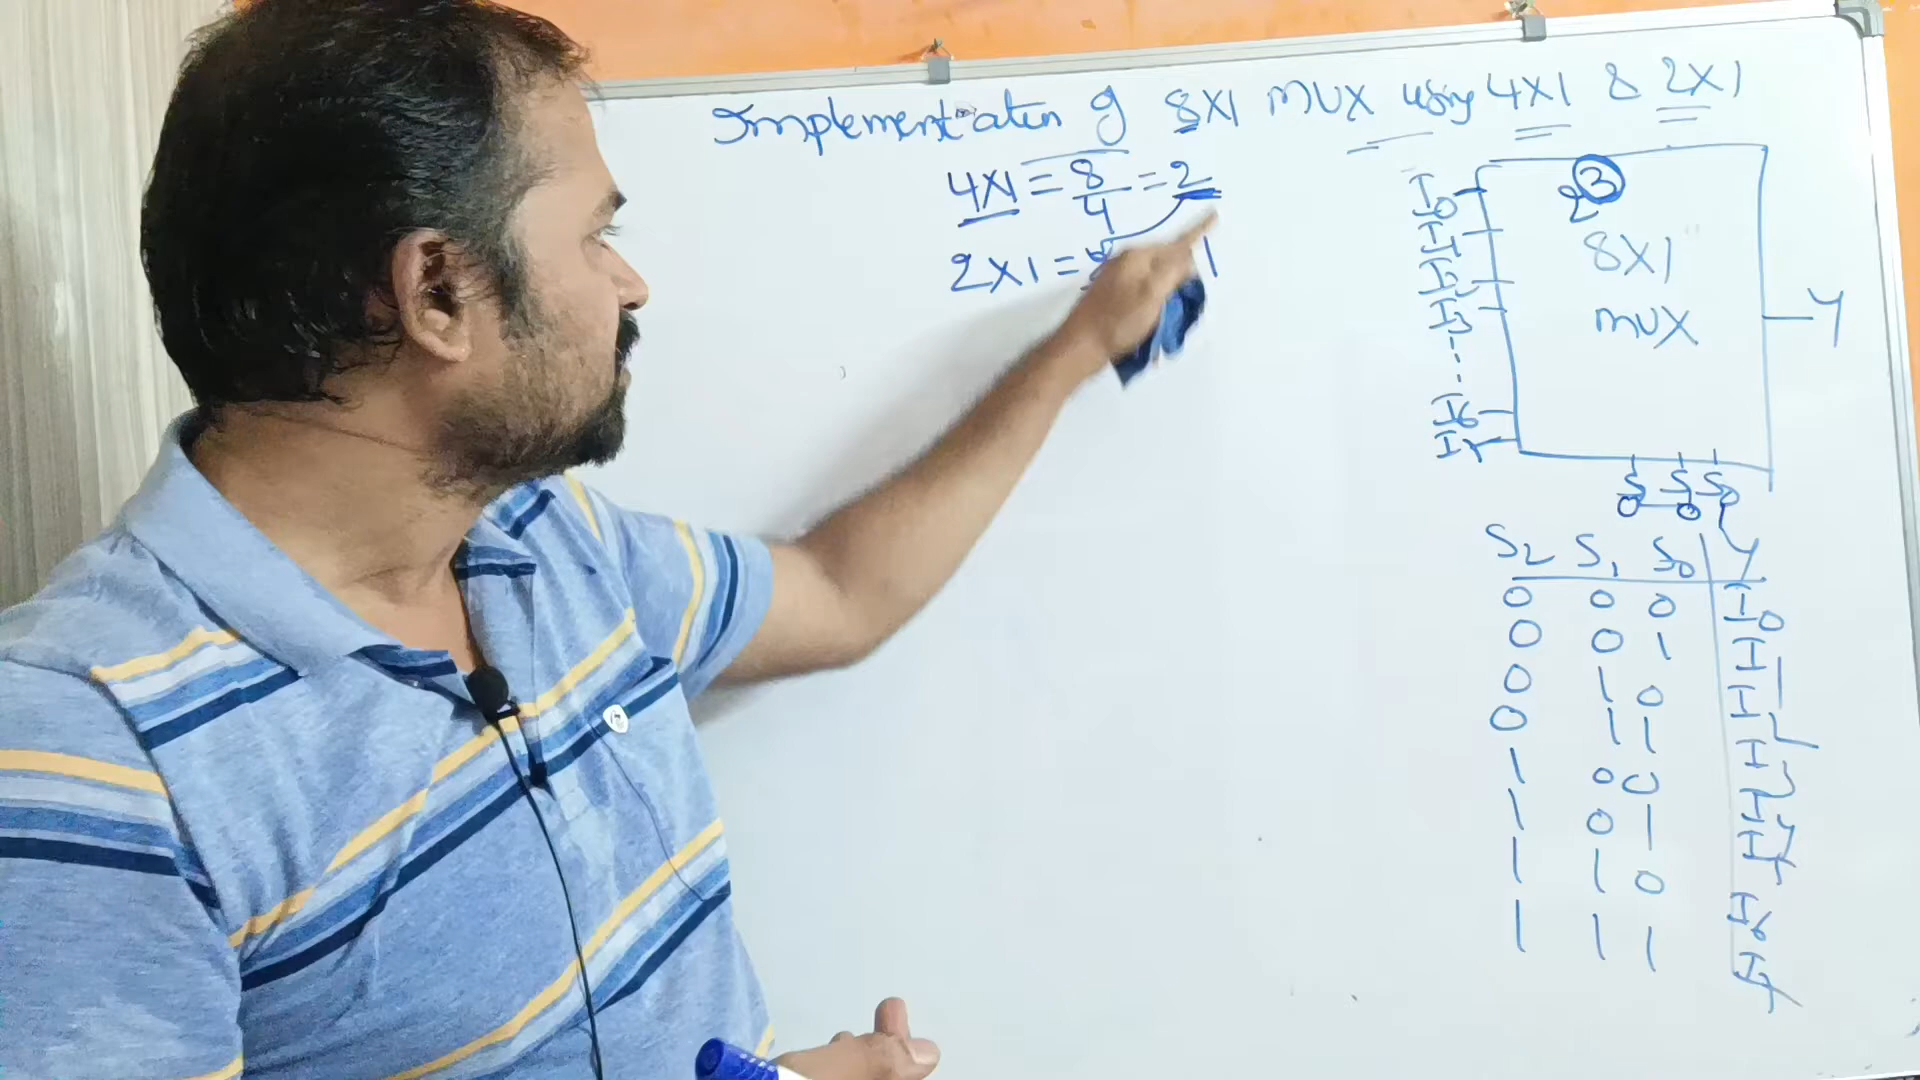 Implementation of 8X1 MUX using 4X1 & 2X1
4X1 = 8/4 = 2
2X1 = 2 1
2 3
8X1
MUX
I0
I1
I2
I3
I6
I7
Y
S2 S1 S0
S2 S1 S0 Y
0 0 0 I0
0 0 1 I1
0 1 0 I2
0 1 1 I3
1 0 0 I4
1 0 1 I5
1 1 0 I6
1 1 1 I7